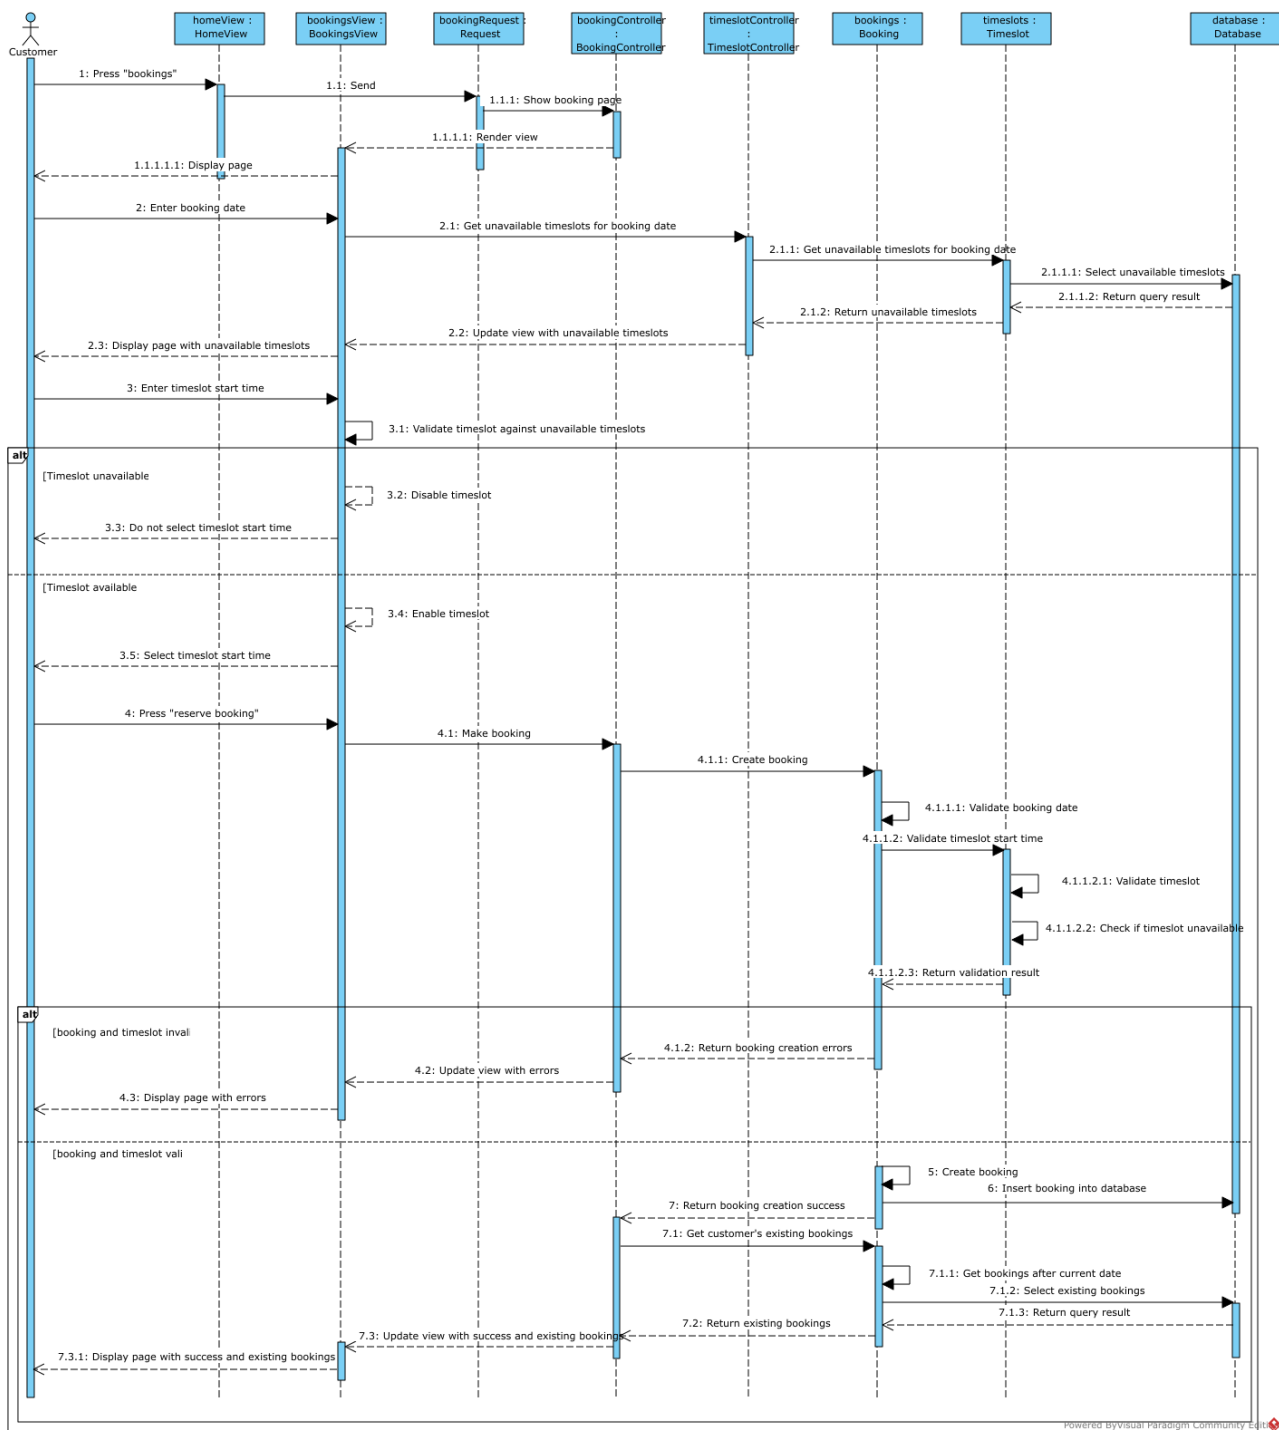 homeView :
HomeView
bookingsView :
BookingsView
bookingRequest :
Request
bookingController
:
BookingController
timeslotController
:
TimeslotController
bookings :
Booking
timeslots :
Timeslot
database :
Database
Customer
1: Press "bookings"
1.1: Send
1.1.1: Show booking page
1.1.1.1: Render view
1.1.1.1.1: Display page
2: Enter booking date
2.1: Get unavailable timeslots for booking date
2.1.1: Get unavailable timeslots for booking date
2.1.1.1: Select unavailable timeslots
2.1.1.2: Return query result
2.1.2: Return unavailable timeslots
2.2: Update view with unavailable timeslots
2.3: Display page with unavailable timeslots
3: Enter timeslot start time
3.1: Validate timeslot against unavailable timeslots
alt
[Timeslot unavailable
3.2: Disable timeslot
3.3: Do not select timeslot start time
[Timeslot available
3.4: Enable timeslot
3.5: Select timeslot start time
4: Press "reserve booking"
4.1: Make booking
4.1.1: Create booking
4.1.1.1: Validate booking date
4.1.1.2: Validate timeslot start time
4.1.1.2.1: Validate timeslot
4.1.1.2.2: Check if timeslot unavailable
4.1.1.2.3: Return validation result
alt
[booking and timeslot inval
4.1.2: Return booking creation errors
4.2: Update view with errors
4.3: Display page with errors
[booking and timeslot vali
5: Create booking
6: Insert booking into database
7: Return booking creation success
7.1: Get customer's existing bookings
7.1.1: Get bookings after current date
7.1.2: Select existing bookings
7.1.3: Return query result
7.2: Return existing bookings
7.3: Update view with success and existing bookings
7.3.1: Display page with success and existing bookings
Powered By Visual Paradigm Community Edition